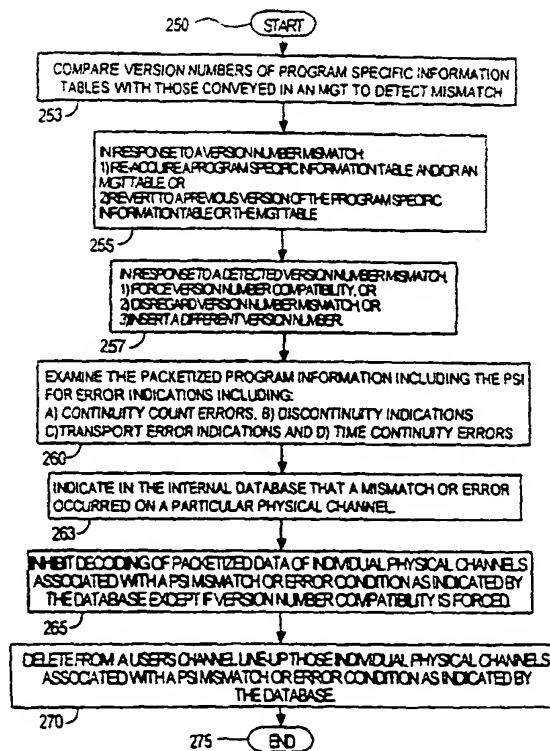 250
START
COMPARE VERSION NUMBERS OF PROGRAM SPECIFIC INFORMATION
TABLES WITH THOSE CONVEYED IN AN MGT TO DETECT MISMATCH
253
IN RESPONSE TO A VERSION NUMBER MISMATCH:
1) RE-ACQUIRE A PROGRAM SPECIFIC INFORMATION TABLE AND/OR AN
MGT TABLE OR
2) REVERT TO A PREVIOUS VERSION OF THE PROGRAM SPECIFIC
INFORMATION TABLE OR THE MGT TABLE
255
IN RESPONSE TO A DETECTED VERSION NUMBER MISMATCH,
1) FORCE VERSION NUMBER COMPATIBILITY, OR
2) DISREGARD VERSION NUMBER MISMATCH, OR
3) INSERT A DIFFERENT VERSION NUMBER.
257
EXAMINE THE PACKETIZED PROGRAM INFORMATION INCLUDING THE PSI
FOR ERROR INDICATIONS INCLUDING:
A) CONTINUITY COUNT ERRORS, B) DISCONTINUITY INDICATIONS
C) TRANSPORT ERROR INDICATIONS AND D) TIME CONTINUITY ERRORS
260
INDICATE IN THE INTERNAL DATABASE THAT A MISMATCH OR ERROR
OCCURRED ON A PARTICULAR PHYSICAL CHANNEL.
263
INHIBIT DECODING OF PACKETIZED DATA OF INDIVIDUAL PHYSICAL CHANNELS
ASSOCIATED WITH A PSI MISMATCH OR ERROR CONDITION AS INDICATED BY
THE DATABASE EXCEPT IF VERSION NUMBER COMPATIBILITY IS FORCED.
265
DELETE FROM A USER'S CHANNEL LINE-UP THOSE INDIVIDUAL PHYSICAL CHANNELS
ASSOCIATED WITH A PSI MISMATCH OR ERROR CONDITION AS INDICATED BY
THE DATABASE.
270
275
END